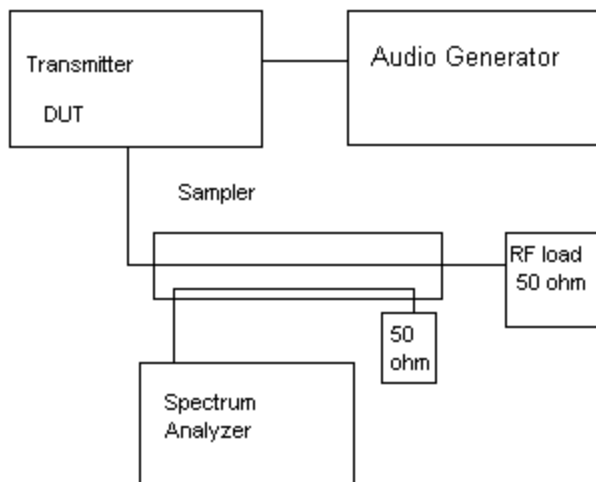 Transmitter
DUT
Audio Generator
Sampler
RF load
50 ohm
50
ohm
Spectrum
Analyzer